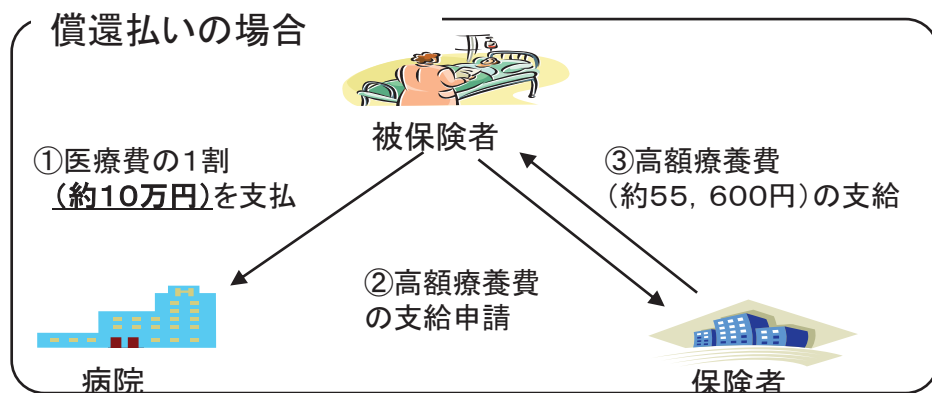 償還払いの場合
被保険者
①医療費の1割
(約10万円)を支払
③高額療養費
(約55,600円)の支給
②高額療養費
の支給申請
病院
保険者